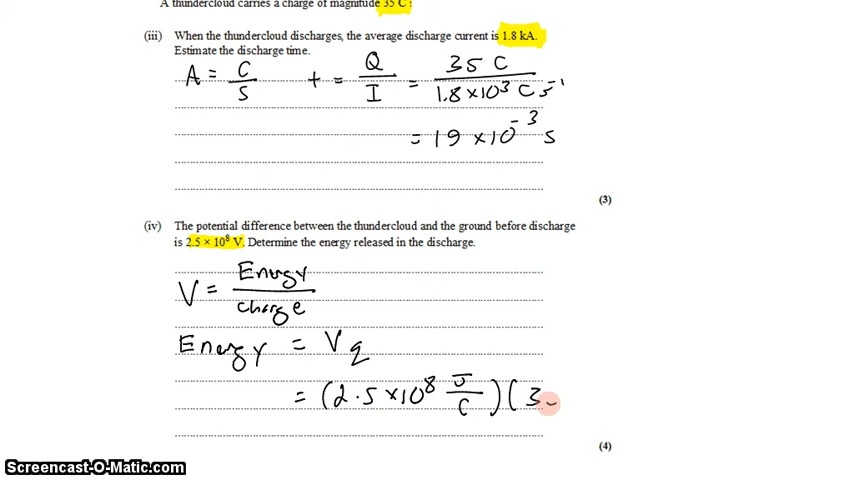 A thundercloud carries a charge of magnitude 35 C.
(iii) When the thundercloud discharges, the average discharge current is 1.8 kA.
Estimate the discharge time.
A = C/S t = Q/I = 35 C / 1.8 × 10³ C s⁻¹
= 19 × 10⁻³ s
(3)
(iv) The potential difference between the thundercloud and the ground before discharge
is 2.5 × 10⁸ V. Determine the energy released in the discharge.
V = Energy / charge
Energy = Vq
= (2.5 × 10⁸ J/C) ( 3
(4)
Screencast-O-Matic.com